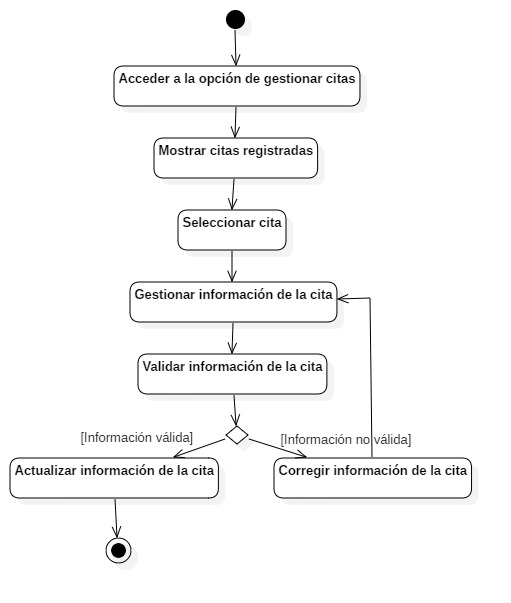 Acceder a la opción de gestionar citas
Mostrar citas registradas
Seleccionar cita
Gestionar información de la cita
Validar información de la cita
[Información válida]
[Información no válida]
Actualizar información de la cita
Corregir información de la cita